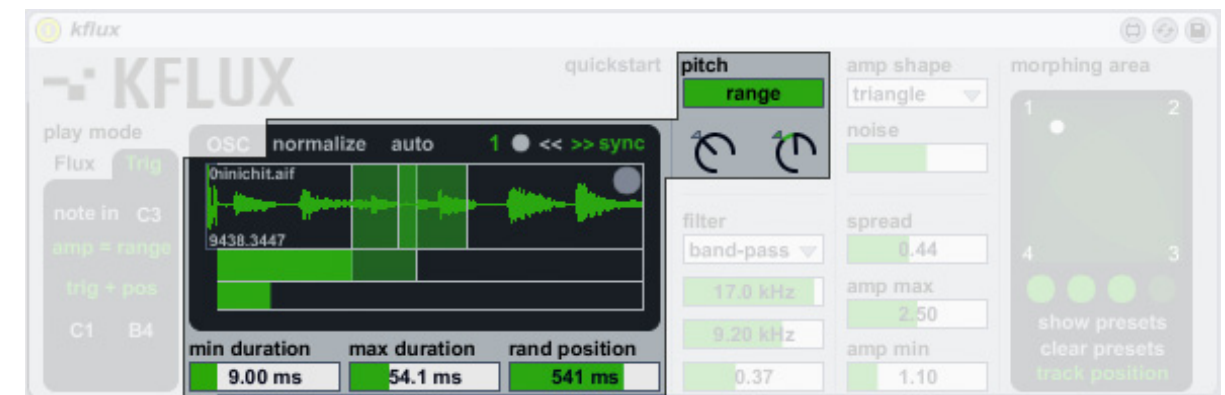 kflux
KFLUX
quickstart
play mode
Flux Trig
note in C3
amp = range
trig + pos
C1 B4
OSC normalize auto 1 << >> sync
0inichit.aif
9438.3447
min duration max duration rand position
9.00 ms 54.1 ms 541 ms
pitch
range
filter
band-pass
17.0 kHz
9.20 kHz
0.37
amp shape
triangle
noise
spread
0.44
amp max
2.50
amp min
1.10
morphing area
1 2
4 3
show presets
clear presets
track position